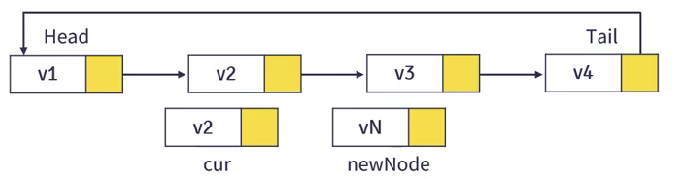 Head Tail
v1 v2 v3 v4
v2 vN
cur newNode